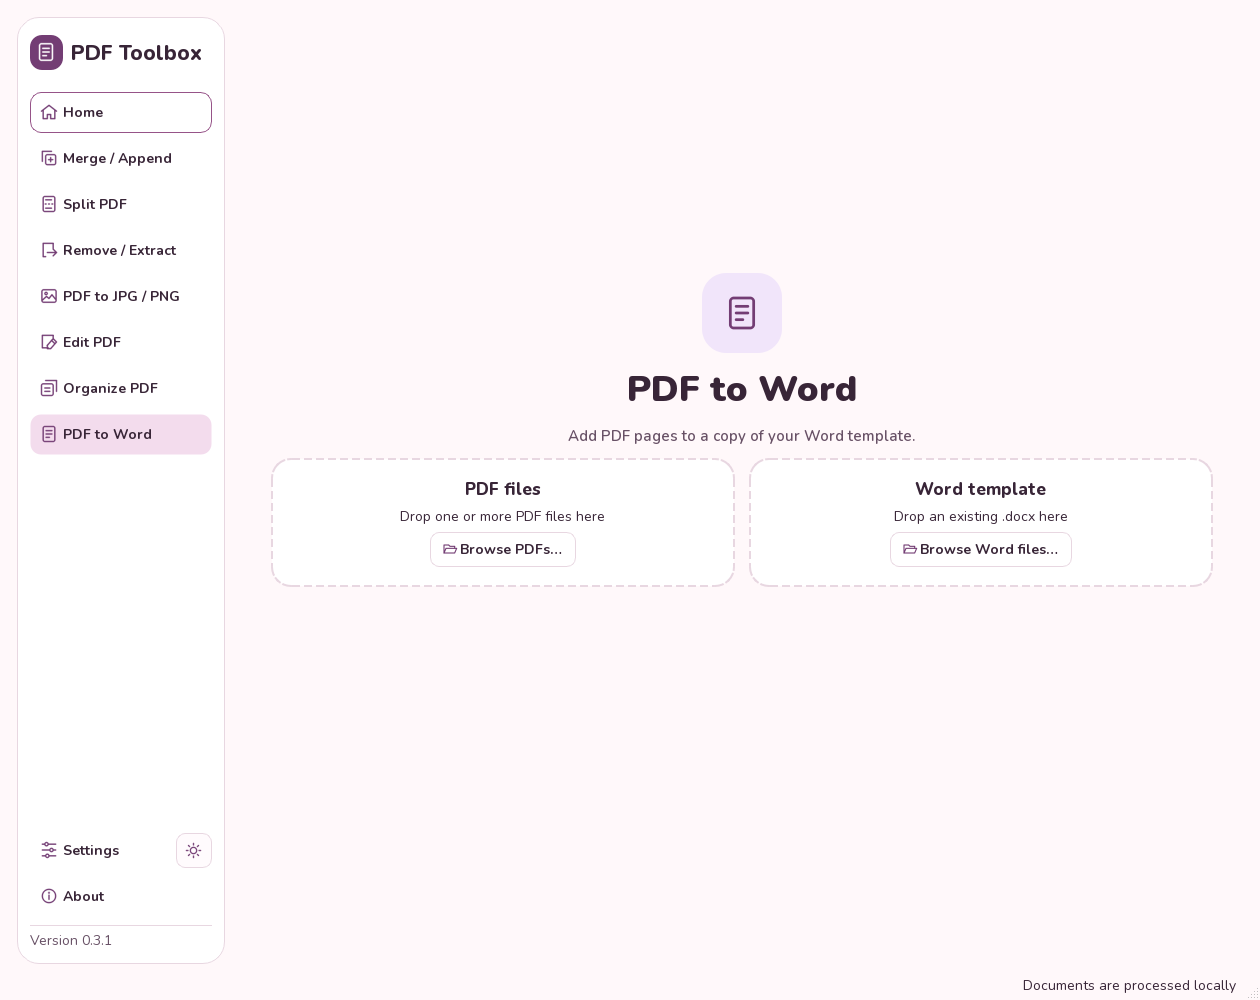 PDF Toolbox
Home
Merge / Append
Split PDF
Remove / Extract
PDF to JPG / PNG
Edit PDF
Organize PDF
PDF to Word
Settings
About
Version 0.3.1
PDF to Word
Add PDF pages to a copy of your Word template.
PDF files
Drop one or more PDF files here
Browse PDFs...
Word template
Drop an existing .docx here
Browse Word files...
Documents are processed locally